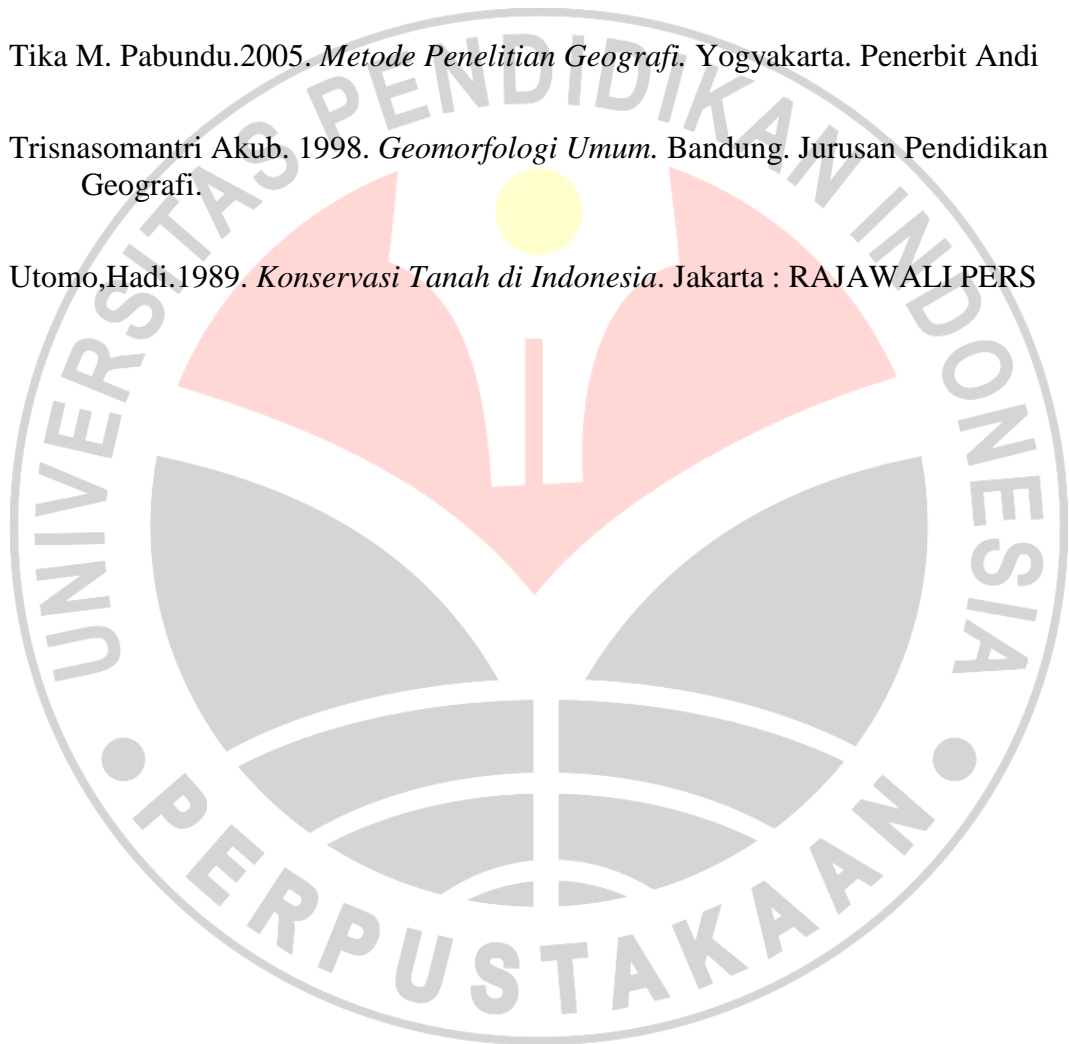 Tika M. Pabundu.2005. Metode Penelitian Geografi. Yogyakarta. Penerbit Andi
Trisnasomantri Akub. 1998. Geomorfologi Umum. Bandung. Jurusan Pendidikan
Geografi.
Utomo,Hadi.1989. Konservasi Tanah di Indonesia. Jakarta : RAJAWALI PERS
UNIVERSITAS PENDIDIKAN INDONESIA
PERPUSTAKAAN